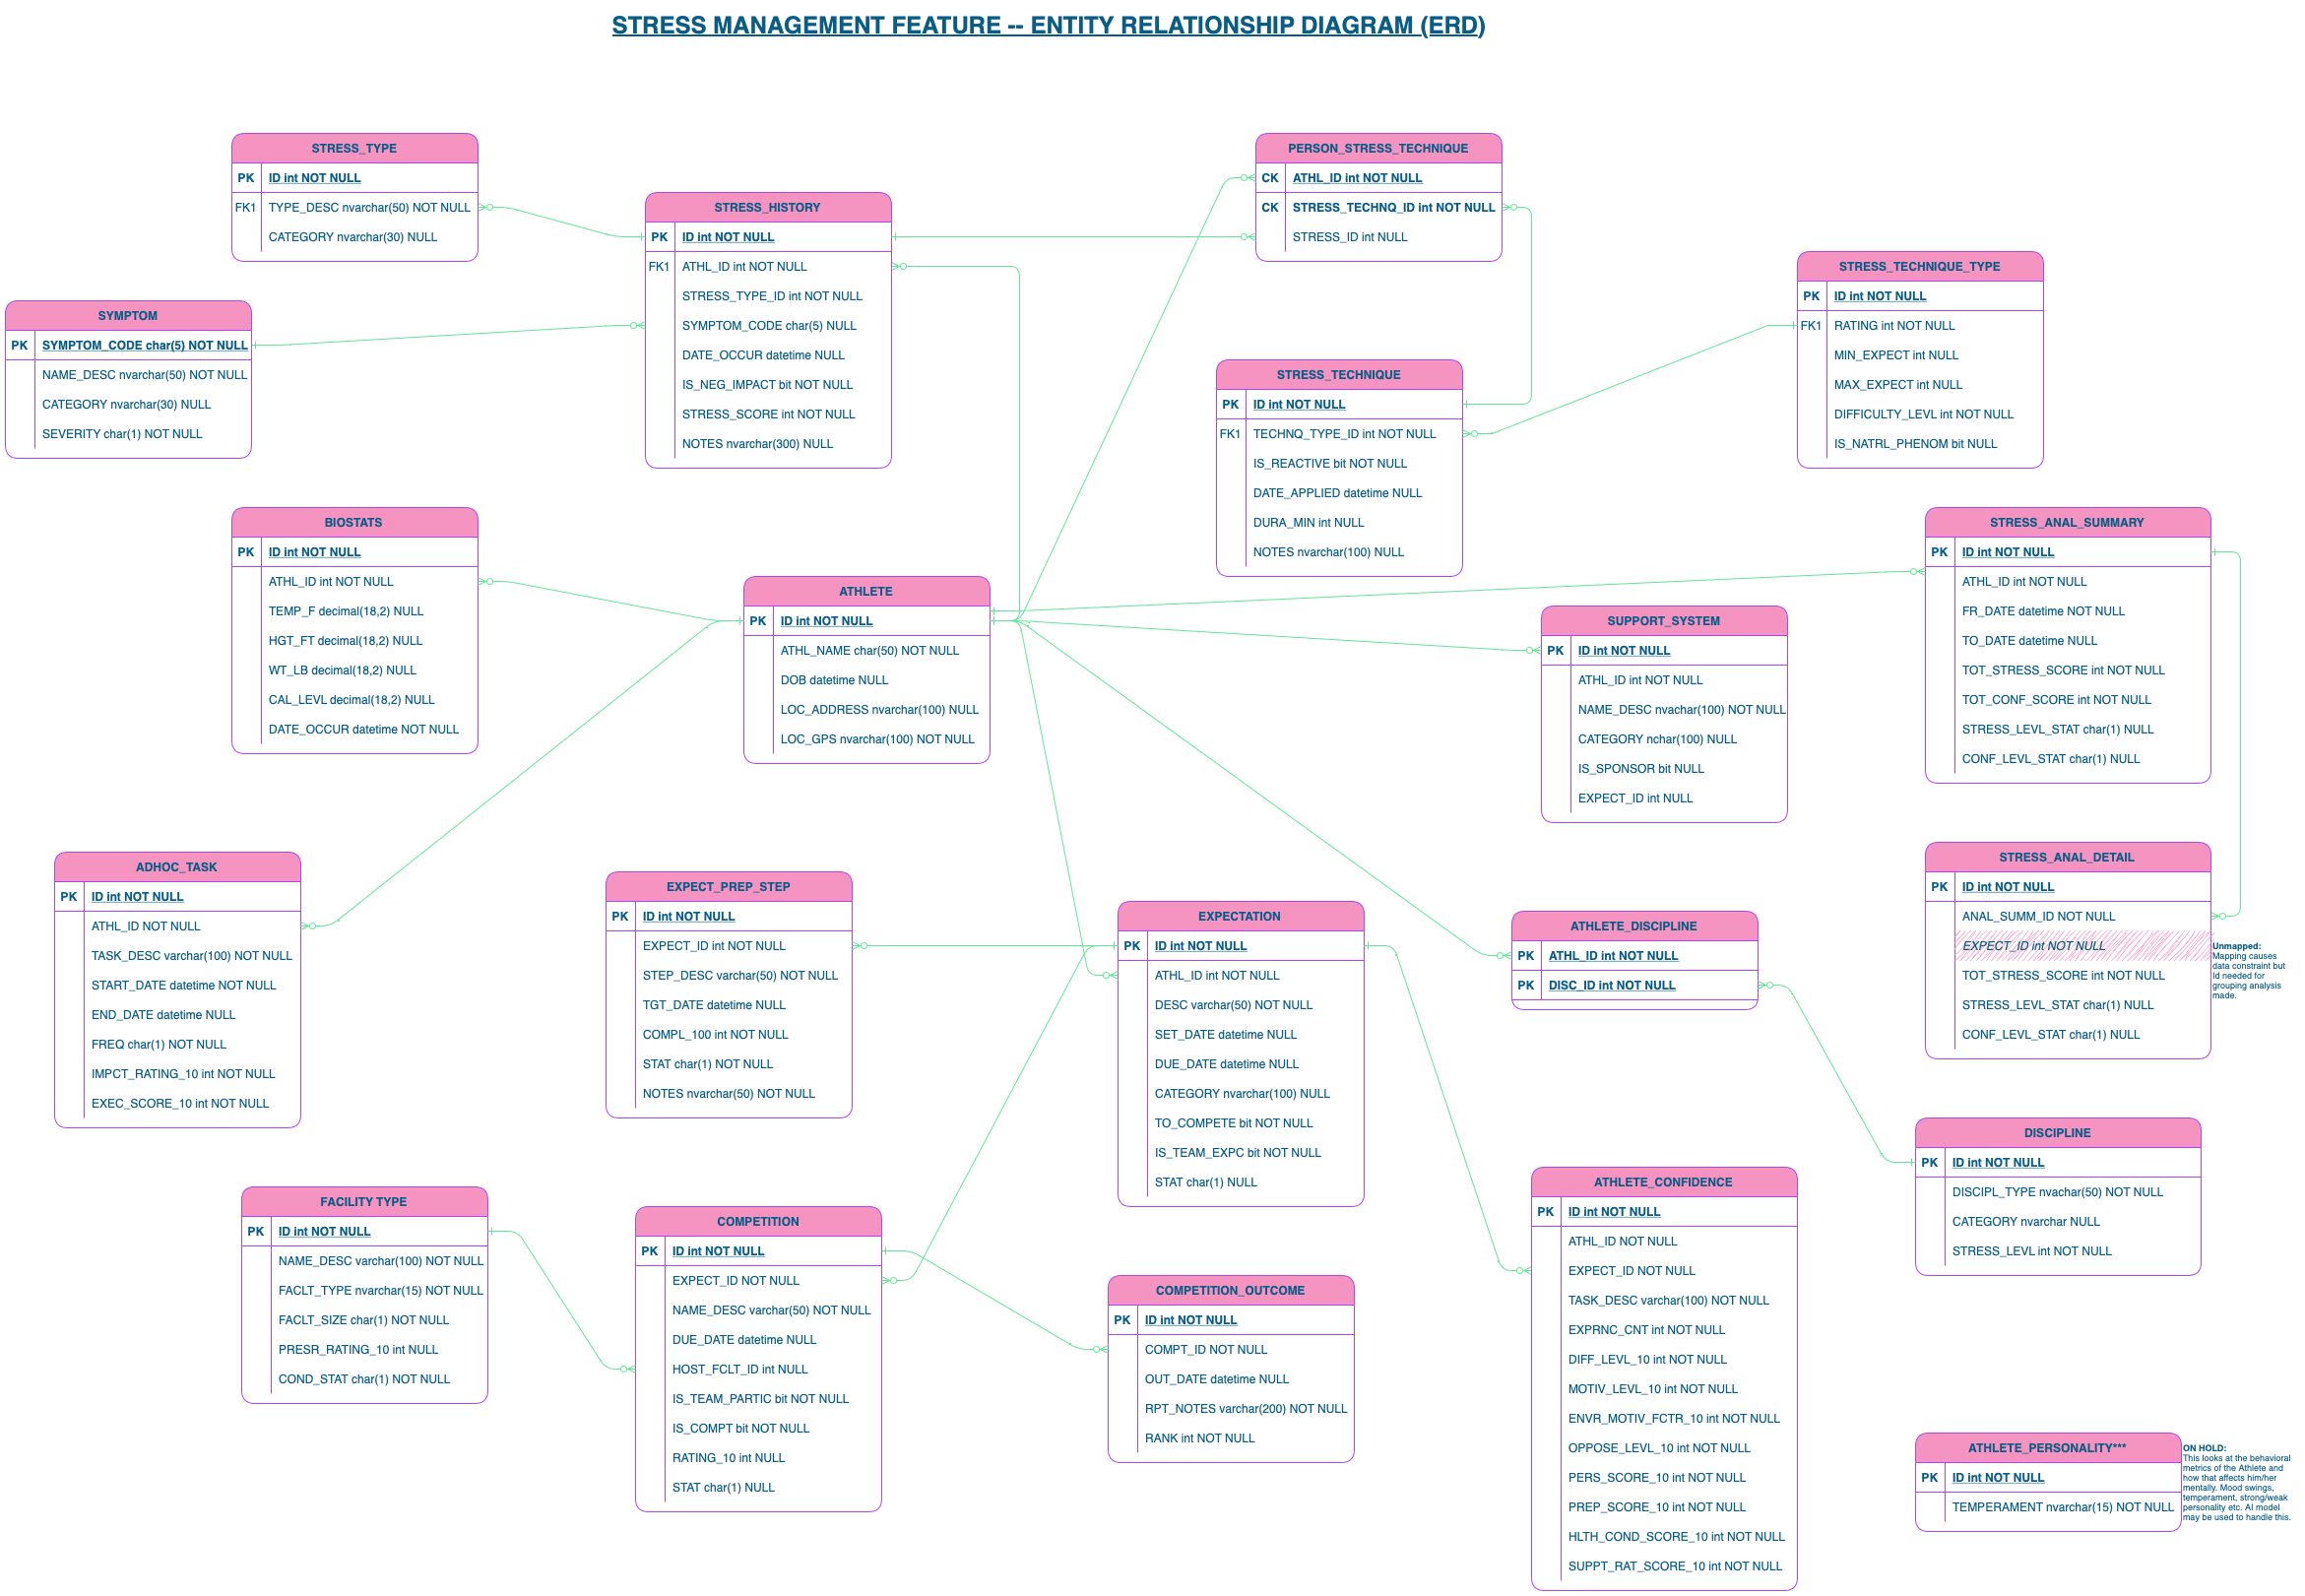 STRESS MANAGEMENT FEATURE -- ENTITY RELATIONSHIP DIAGRAM (ERD)
STRESS_TYPE
PK ID int NOT NULL
FK1 TYPE_DESC nvarchar(50) NOT NULL
CATEGORY nvarchar(30) NULL
STRESS_HISTORY
PK ID int NOT NULL
FK1 ATHL_ID int NOT NULL
STRESS_TYPE_ID int NOT NULL
SYMPTOM_CODE char(5) NULL
DATE_OCCUR datetime NULL
IS_NEG_IMPACT bit NOT NULL
STRESS_SCORE int NOT NULL
NOTES nvarchar(300) NULL
PERSON_STRESS_TECHNIQUE
CK ATHL_ID int NOT NULL
CK STRESS_TECHNQ_ID int NOT NULL
STRESS_ID int NULL
STRESS_TECHNIQUE_TYPE
PK ID int NOT NULL
FK1 RATING int NOT NULL
MIN_EXPECT int NULL
MAX_EXPECT int NULL
DIFFICULTY_LEVL int NOT NULL
IS_NATRL_PHENOM bit NULL
SYMPTOM
PK SYMPTOM_CODE char(5) NOT NULL
NAME_DESC nvarchar(50) NOT NULL
CATEGORY nvarchar(30) NULL
SEVERITY char(1) NOT NULL
STRESS_TECHNIQUE
PK ID int NOT NULL
FK1 TECHNQ_TYPE_ID int NOT NULL
IS_REACTIVE bit NOT NULL
DATE_APPLIED datetime NULL
DURA_MIN int NULL
NOTES nvarchar(100) NULL
BIOSTATS
PK ID int NOT NULL
ATHL_ID int NOT NULL
TEMP_F decimal(18,2) NULL
HGT_FT decimal(18,2) NULL
WT_LB decimal(18,2) NULL
CAL_LEVL decimal(18,2) NULL
DATE_OCCUR datetime NOT NULL
ATHLETE
PK ID int NOT NULL
ATHL_NAME char(50) NOT NULL
DOB datetime NULL
LOC_ADDRESS nvarchar(100) NULL
LOC_GPS nvarchar(100) NOT NULL
SUPPORT_SYSTEM
PK ID int NOT NULL
ATHL_ID int NOT NULL
NAME_DESC nvachar(100) NOT NULL
CATEGORY nchar(100) NULL
IS_SPONSOR bit NULL
EXPECT_ID int NULL
STRESS_ANAL_SUMMARY
PK ID int NOT NULL
ATHL_ID int NOT NULL
FR_DATE datetime NOT NULL
TO_DATE datetime NULL
TOT_STRESS_SCORE int NOT NULL
TOT_CONF_SCORE int NOT NULL
STRESS_LEVL_STAT char(1) NULL
CONF_LEVL_STAT char(1) NULL
ADHOC_TASK
PK ID int NOT NULL
ATHL_ID NOT NULL
TASK_DESC varchar(100) NOT NULL
START_DATE datetime NOT NULL
END_DATE datetime NULL
FREQ char(1) NOT NULL
IMPCT_RATING_10 int NOT NULL
EXEC_SCORE_10 int NOT NULL
EXPECT_PREP_STEP
PK ID int NOT NULL
EXPECT_ID int NOT NULL
STEP_DESC varchar(50) NOT NULL
TGT_DATE datetime NULL
COMPL_100 int NOT NULL
STAT char(1) NOT NULL
NOTES nvarchar(50) NOT NULL
EXPECTATION
PK ID int NOT NULL
ATHL_ID int NOT NULL
DESC varchar(50) NOT NULL
SET_DATE datetime NULL
DUE_DATE datetime NULL
CATEGORY nvarchar(100) NULL
TO_COMPETE bit NOT NULL
IS_TEAM_EXPC bit NOT NULL
STAT char(1) NULL
ATHLETE_DISCIPLINE
PK ATHL_ID int NOT NULL
PK DISC_ID int NOT NULL
STRESS_ANAL_DETAIL
PK ID int NOT NULL
ANAL_SUMM_ID NOT NULL
EXPECT_ID int NOT NULL
TOT_STRESS_SCORE int NOT NULL
STRESS_LEVL_STAT char(1) NULL
CONF_LEVL_STAT char(1) NULL
Unmapped:
Mapping causes
data constraint but
Id needed for
grouping analysis
made.
DISCIPLINE
PK ID int NOT NULL
DISCIPL_TYPE nvachar(50) NOT NULL
CATEGORY nvarchar NULL
STRESS_LEVL int NOT NULL
FACILITY TYPE
PK ID int NOT NULL
NAME_DESC varchar(100) NOT NULL
FACLT_TYPE nvarchar(15) NOT NULL
FACLT_SIZE char(1) NOT NULL
PRESR_RATING_10 int NULL
COND_STAT char(1) NOT NULL
COMPETITION
PK ID int NOT NULL
EXPECT_ID NOT NULL
NAME_DESC varchar(50) NOT NULL
DUE_DATE datetime NULL
HOST_FCLT_ID int NULL
IS_TEAM_PARTIC bit NOT NULL
IS_COMPT bit NOT NULL
RATING_10 int NULL
STAT char(1) NULL
COMPETITION_OUTCOME
PK ID int NOT NULL
COMPT_ID NOT NULL
OUT_DATE datetime NULL
RPT_NOTES varchar(200) NOT NULL
RANK int NOT NULL
ATHLETE_CONFIDENCE
PK ID int NOT NULL
ATHL_ID NOT NULL
EXPECT_ID NOT NULL
TASK_DESC varchar(100) NOT NULL
EXPRNC_CNT int NOT NULL
DIFF_LEVL_10 int NOT NULL
MOTIV_LEVL_10 int NOT NULL
ENVR_MOTIV_FCTR_10 int NOT NULL
OPPOSE_LEVL_10 int NOT NULL
PERS_SCORE_10 int NOT NULL
PREP_SCORE_10 int NOT NULL
HLTH_COND_SCORE_10 int NOT NULL
SUPPT_RAT_SCORE_10 int NOT NULL
ATHLETE_PERSONALITY***
PK ID int NOT NULL
TEMPERAMENT nvarchar(15) NOT NULL
ON HOLD:
This looks at the behavioral
metrics of the Athlete and
how that affects him/her
mentally. Mood swings,
temperament, strong/weak
personality etc. AI model
may be used to handle this.